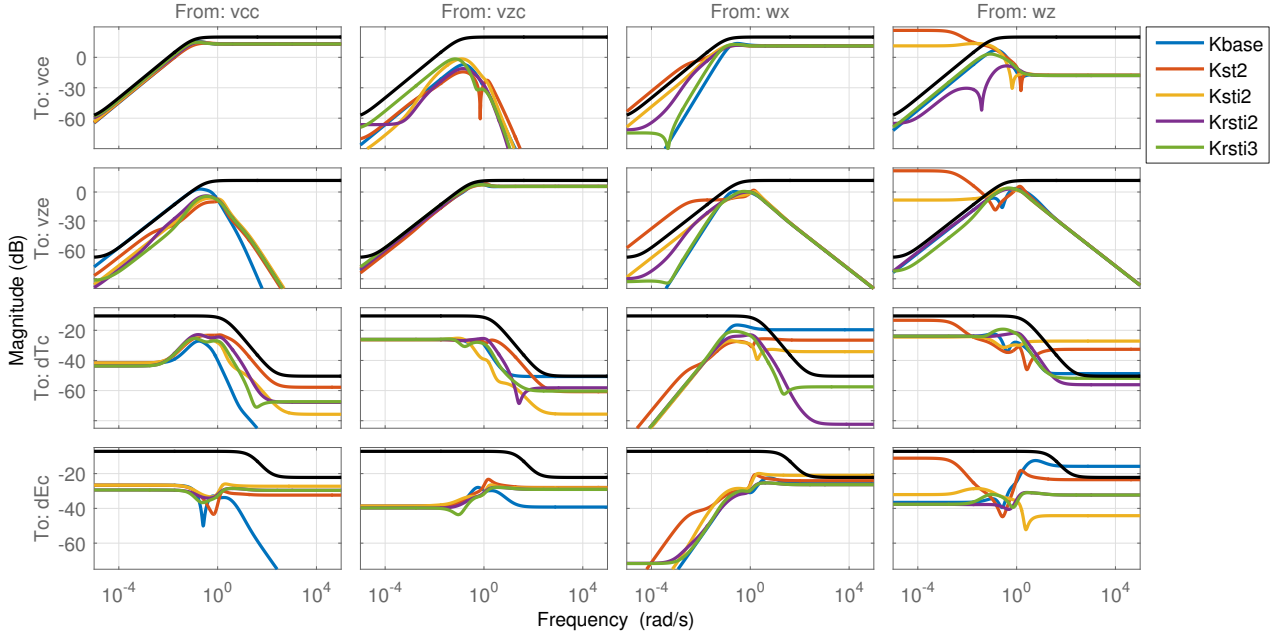 From: vcc From: vzc From: wx From: wz
Kbase
Kst2
Ksti2
Krsti2
Krsti3
Magnitude (dB)
To: vce
0
-30
-60
To: vze
0
-30
-60
To: dTc
-20
-40
-60
To: dEc
-20
-40
-60
10^-4 10^0 10^4 10^-4 10^0 10^4 10^-4 10^0 10^4 10^-4 10^0 10^4
Frequency (rad/s)